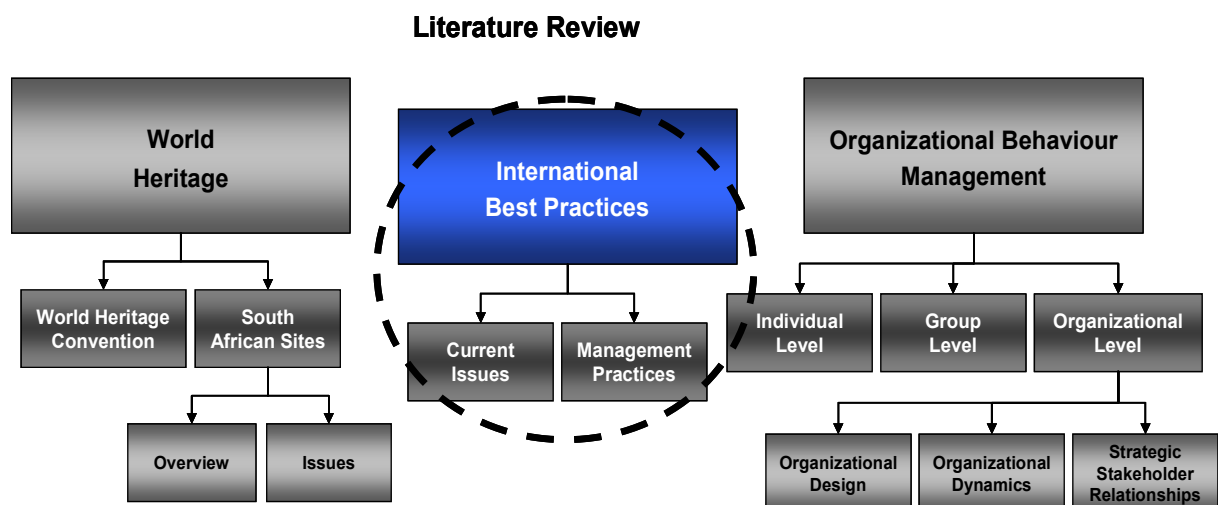 Literature Review
World
Heritage
International
Best Practices
Organizational Behaviour
Management
World Heritage
Convention
South
African Sites
Current
Issues
Management
Practices
Individual
Level
Group
Level
Organizational
Level
Overview
Issues
Organizational
Design
Organizational
Dynamics
Strategic
Stakeholder
Relationships